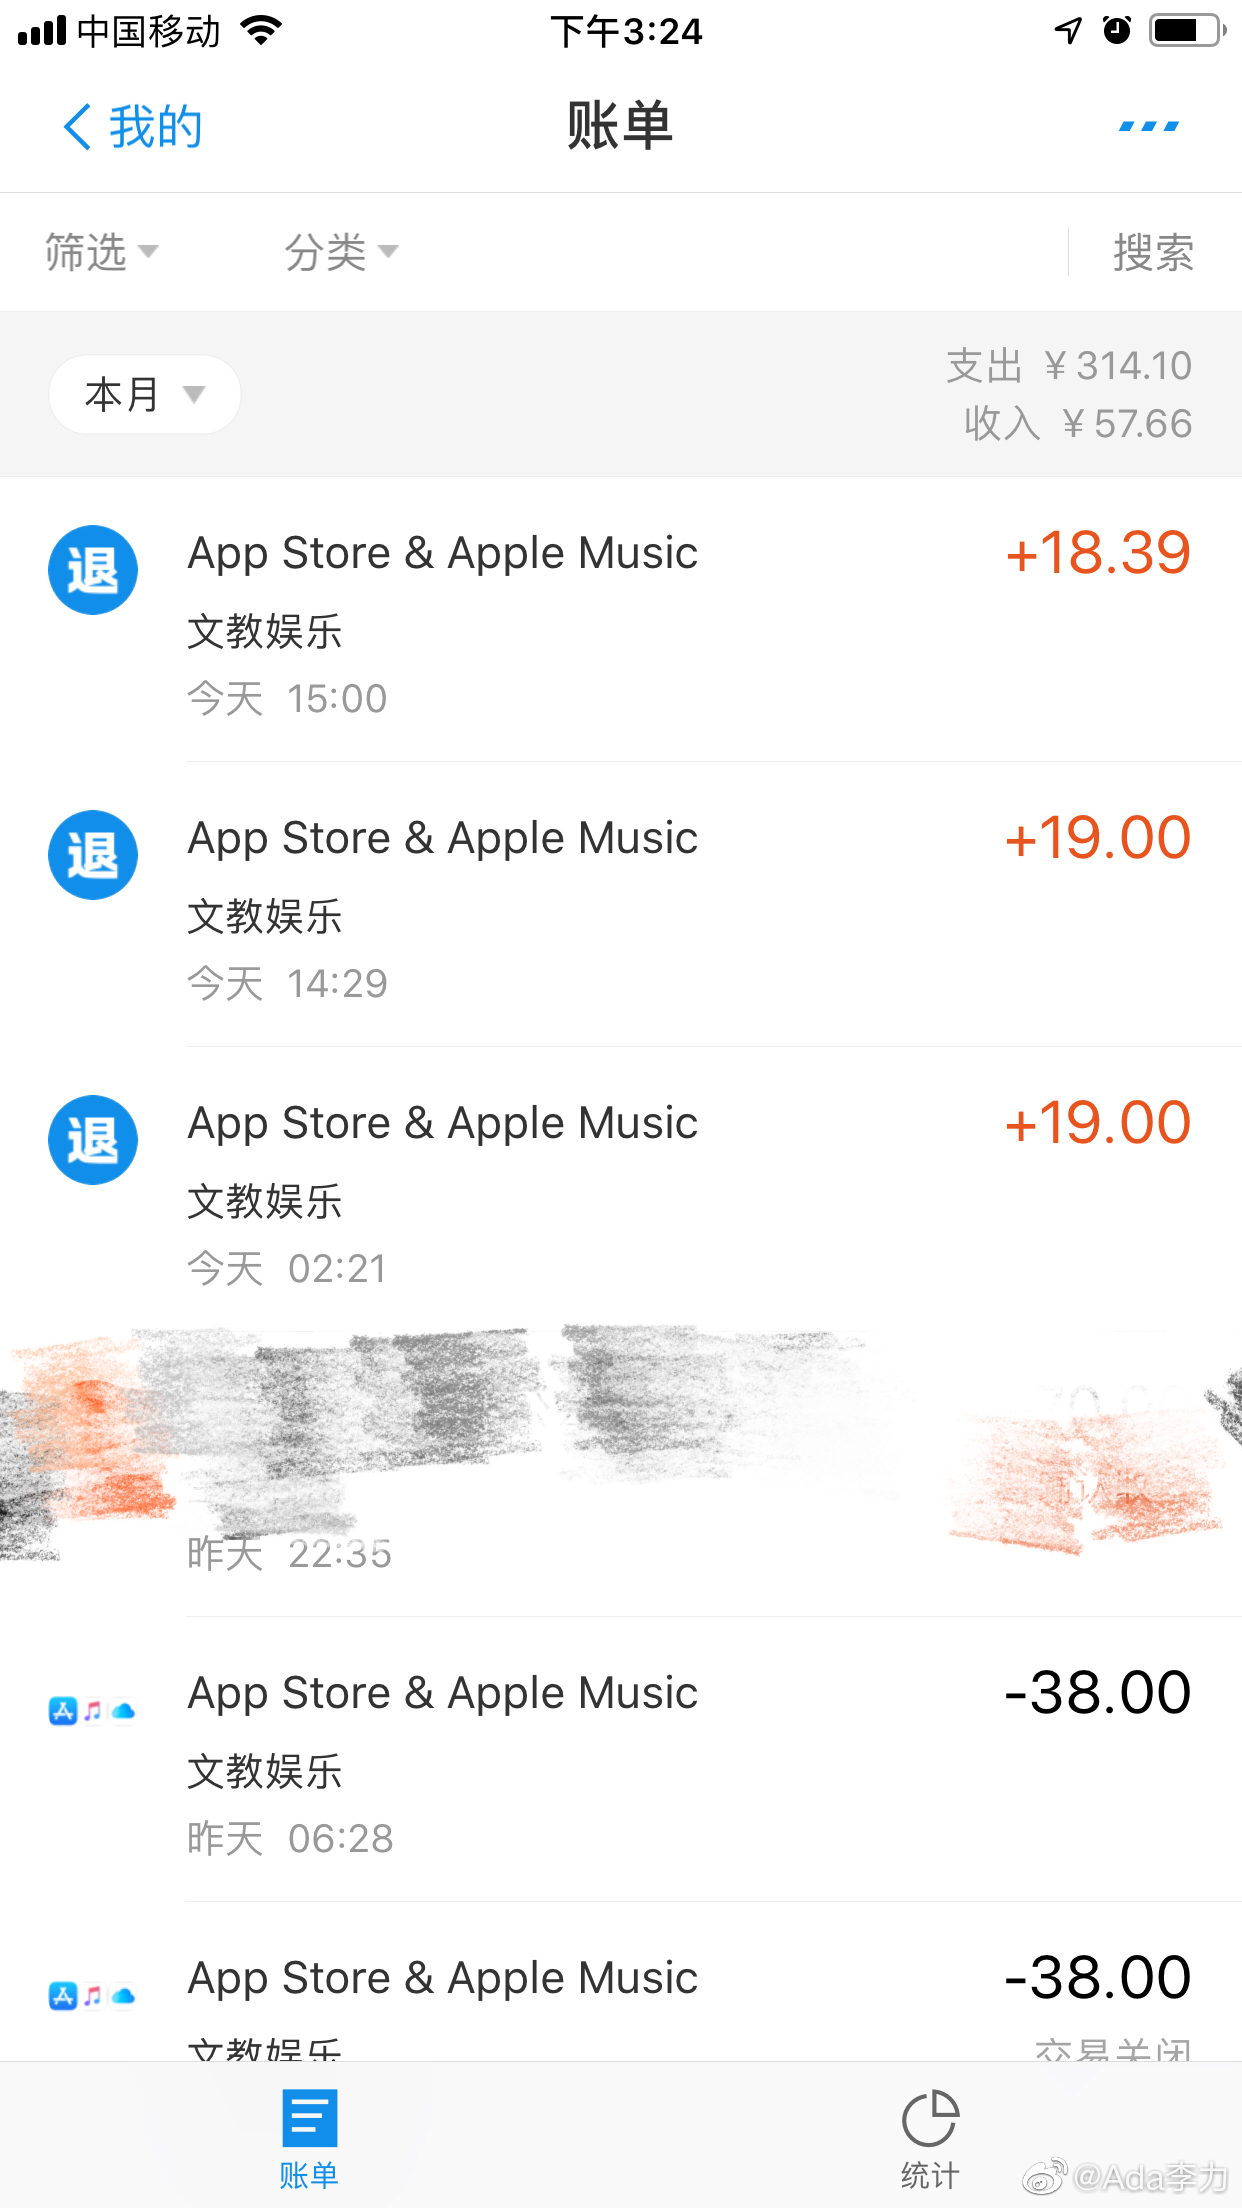 中国移动
下午3:24
我的
账单
筛选
分类
搜索
本月
支出 ¥ 314.10
收入 ¥ 57.66
退
App Store & Apple Music
+18.39
文教娱乐
今天 15:00
退
App Store & Apple Music
+19.00
文教娱乐
今天 14:29
退
App Store & Apple Music
+19.00
文教娱乐
今天 02:21
昨天 22:35
App Store & Apple Music
-38.00
文教娱乐
昨天 06:28
App Store & Apple Music
-38.00
文教娱乐
交易关闭
账单
统计
@Ada李力